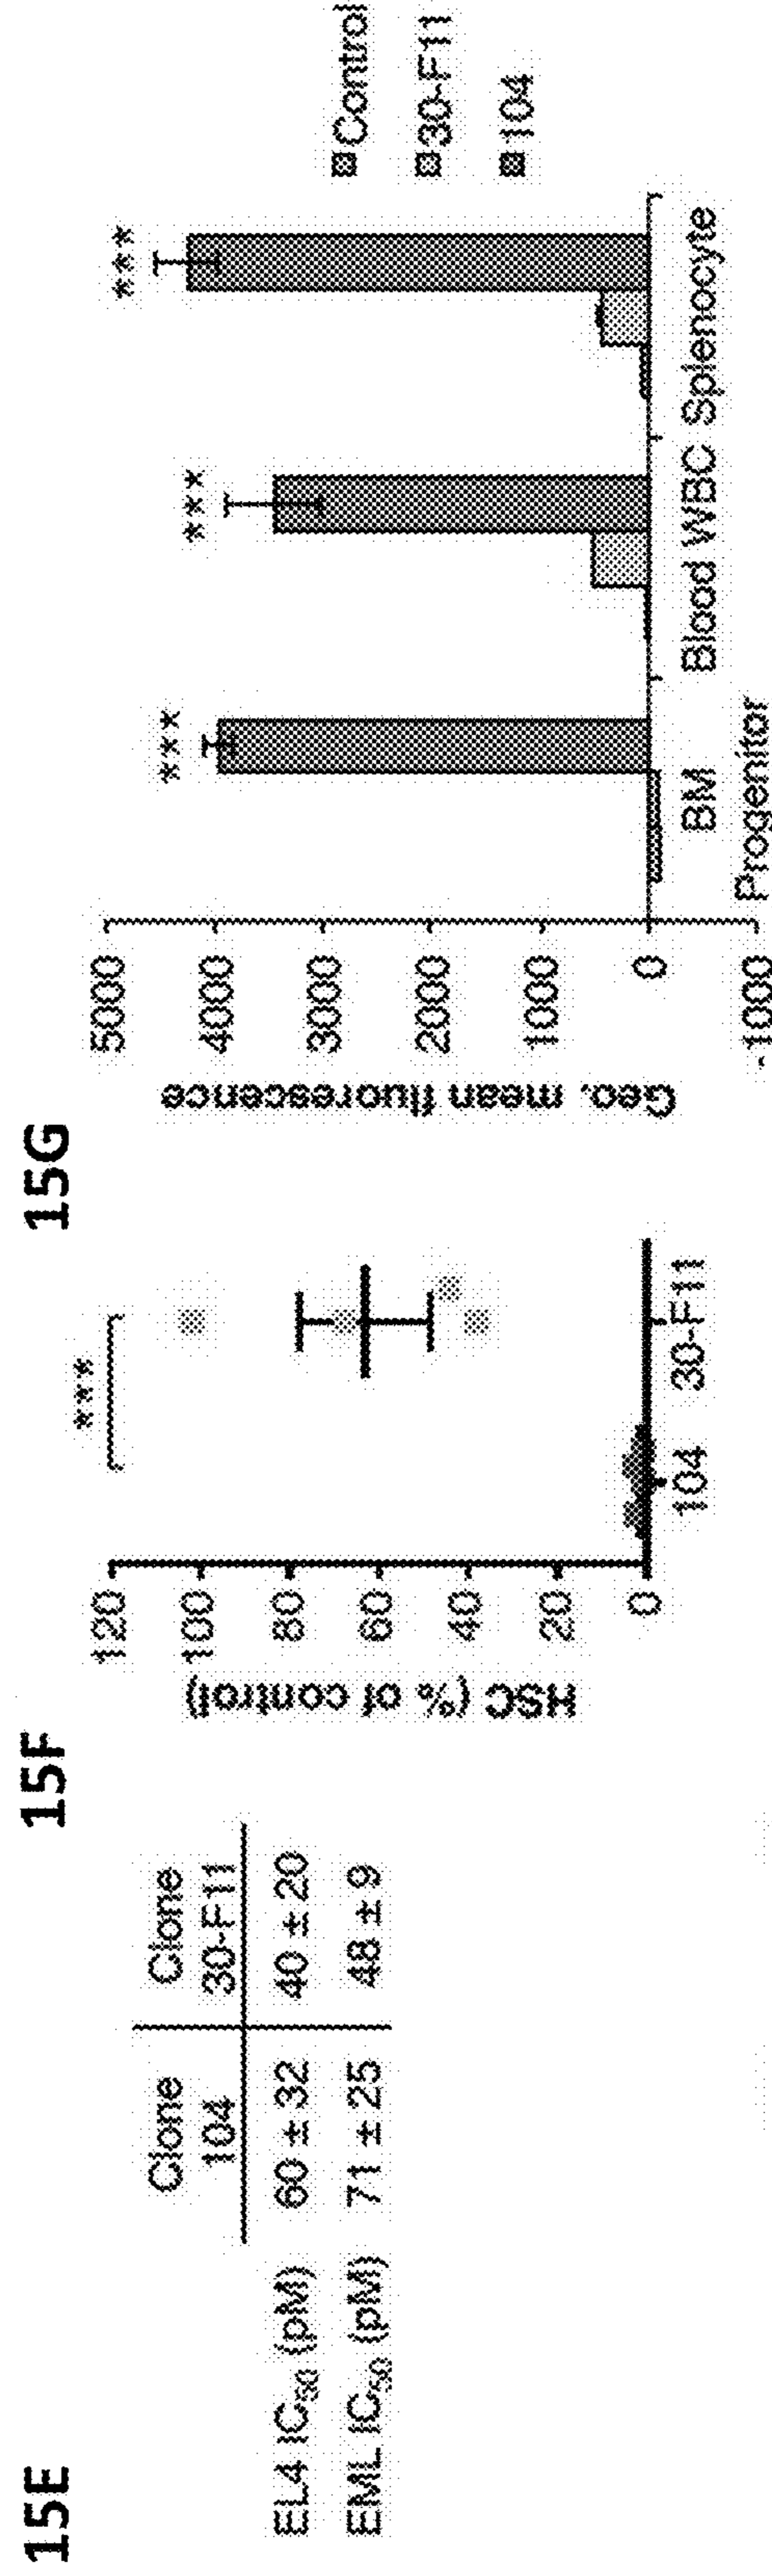 15E
Clone Clone
104 30-F11
EL4 IC50 (pM) 60 ± 32 40 ± 20
EML IC50 (pM) 71 ± 25 48 ± 9
15F
HSC (% of control)
120
100
80
60
40
20
0
***
104 30-F11
15G
Geo. mean fluorescence
5000
4000
3000
2000
1000
0
-1000
***
***
***
BM Blood WBC Splenocyte
Progenitor
Control
30-F11
104